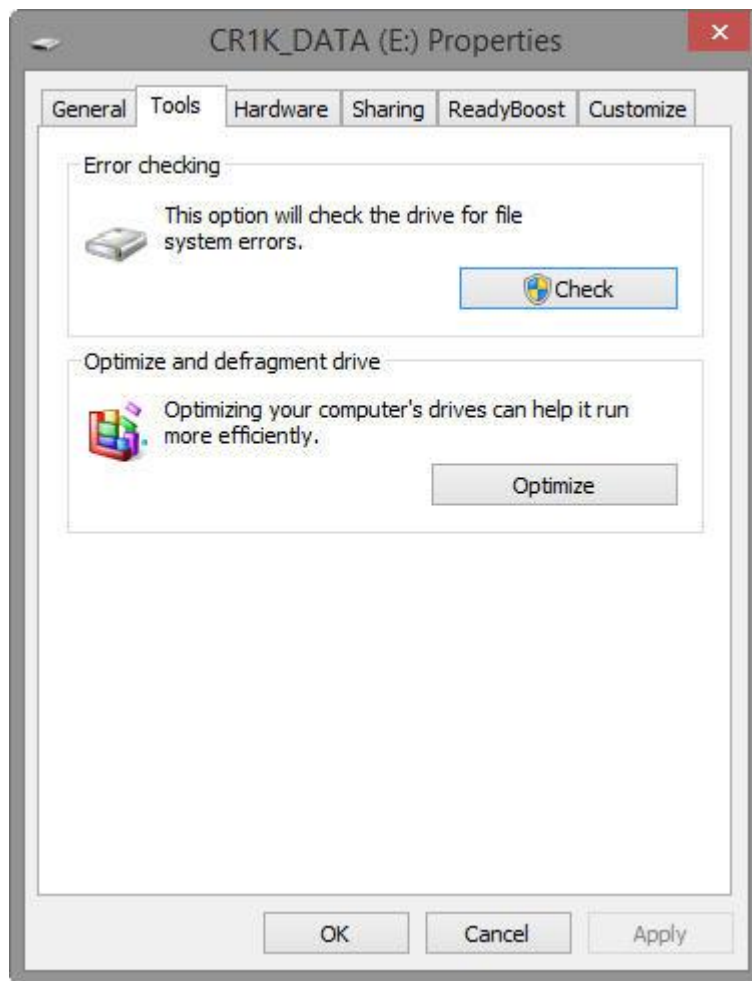 CR1K_DATA (E:) Properties
General Tools Hardware Sharing ReadyBoost Customize
Error checking
This option will check the drive for file
system errors.
Check
Optimize and defragment drive
Optimizing your computer's drives can help it run
more efficiently.
Optimize
OK Cancel Apply